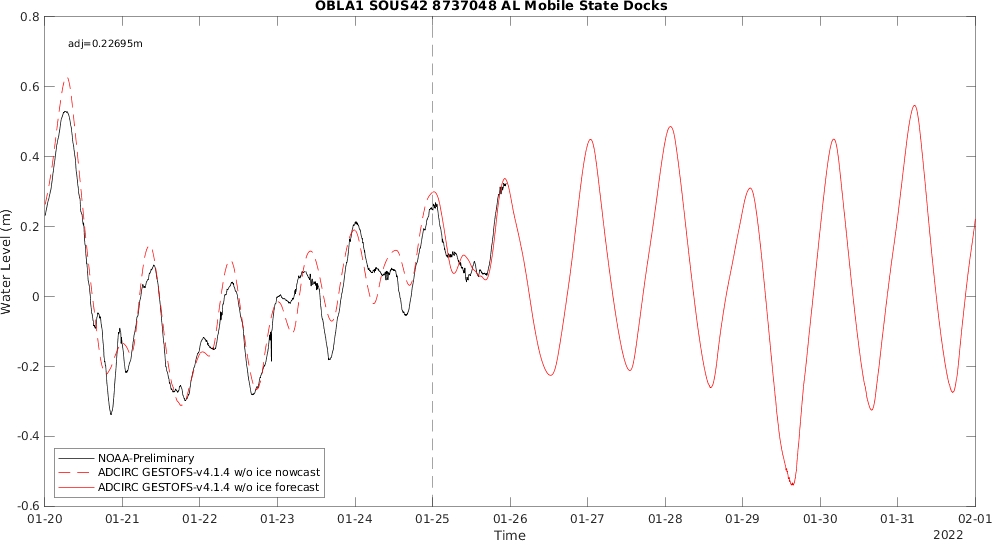 OBLA1 SOUS42 8737048 AL Mobile State Docks
adj=0.22695m
Water Level (m)
0.8
0.6
0.4
0.2
0
-0.2
-0.4
-0.6
NOAA-Preliminary
ADCIRC GESTOFS-v4.1.4 w/o ice nowcast
ADCIRC GESTOFS-v4.1.4 w/o ice forecast
01-20 01-21 01-22 01-23 01-24 01-25 01-26 01-27 01-28 01-29 01-30 01-31 02-01
Time
2022